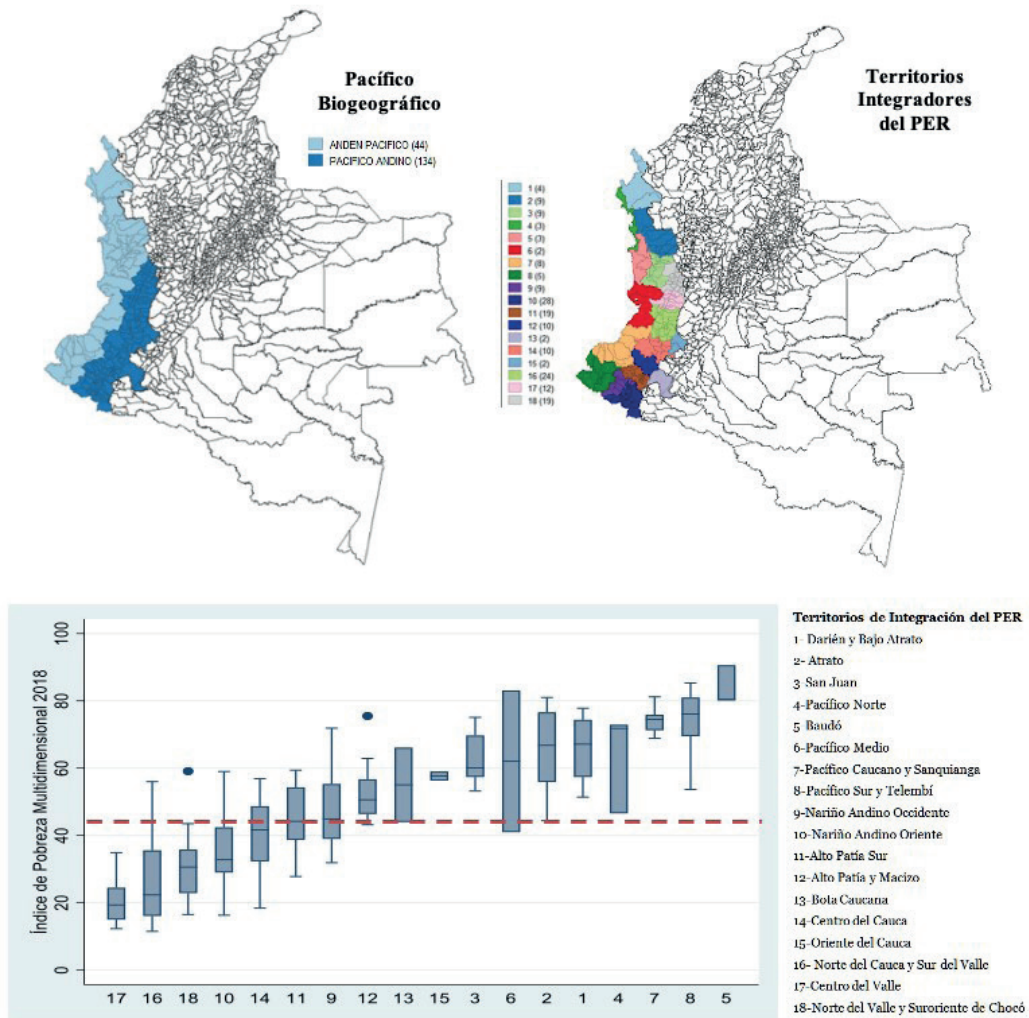 Pacífico
Biogeográfico
ANDEN PACIFICO (44)
PACIFICO ANDINO (134)
Territorios
Integradores
del PER
1 (4)
2 (9)
3 (9)
4 (3)
5 (3)
6 (2)
7 (8)
8 (5)
9 (9)
10 (28)
11 (19)
12 (10)
13 (2)
14 (10)
15 (2)
16 (24)
17 (12)
18 (19)
Índice de Pobreza Multidimensional 2018
100
80
60
40
20
0
17 16 18 10 14 11 9 12 13 15 3 6 2 1 4 7 8 5
Territorios de Integración del PER
1- Darién y Bajo Atrato
2- Atrato
3 San Juan
4-Pacífico Norte
5 Baudó
6-Pacífico Medio
7-Pacífico Caucano y Sanquianga
8-Pacífico Sur y Telembí
9-Nariño Andino Occidente
10-Nariño Andino Oriente
11-Alto Patía Sur
12-Alto Patía y Macizo
13-Bota Caucana
14-Centro del Cauca
15-Oriente del Cauca
16- Norte del Cauca y Sur del Valle
17-Centro del Valle
18-Norte del Valle y Suroriente de Chocó